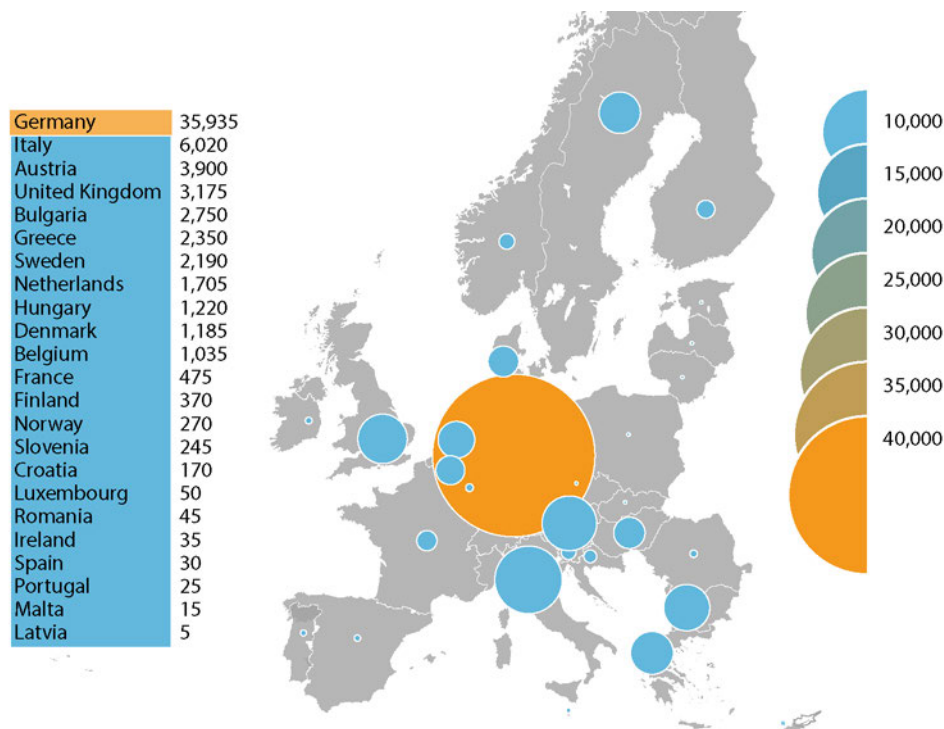 Germany 35,935
Italy 6,020
Austria 3,900
United Kingdom 3,175
Bulgaria 2,750
Greece 2,350
Sweden 2,190
Netherlands 1,705
Hungary 1,220
Denmark 1,185
Belgium 1,035
France 475
Finland 370
Norway 270
Slovenia 245
Croatia 170
Luxembourg 50
Romania 45
Ireland 35
Spain 30
Portugal 25
Malta 15
Latvia 5
10,000
15,000
20,000
25,000
30,000
35,000
40,000